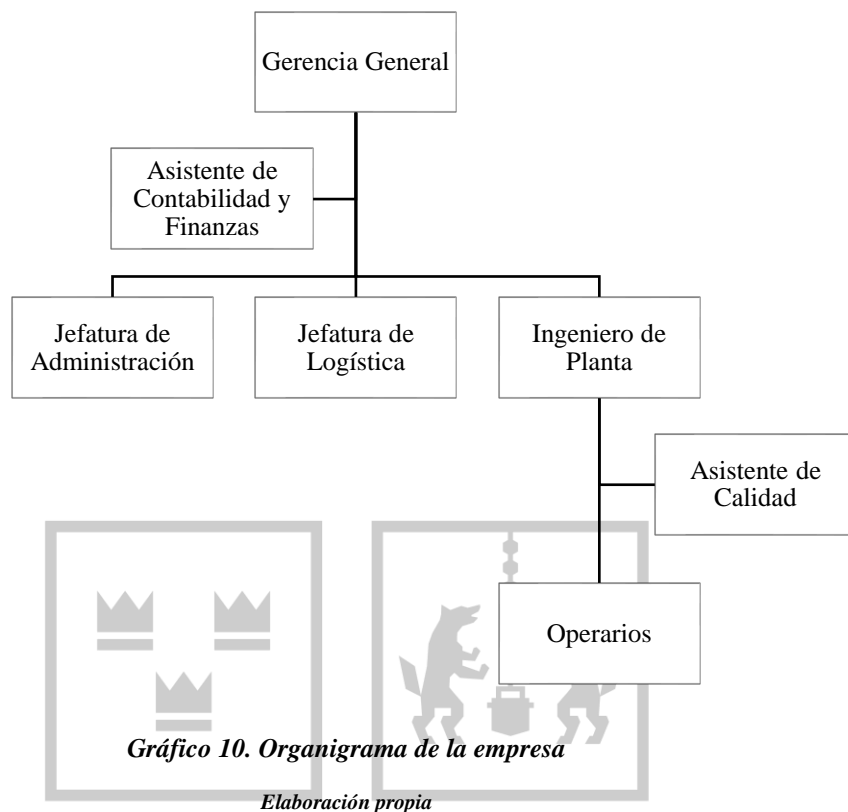 Gerencia General
Asistente de
Contabilidad y
Finanzas
Jefatura de
Administración
Jefatura de
Logística
Ingeniero de
Planta
Asistente de
Calidad
Operarios
Gráfico 10. Organigrama de la empresa
Elaboración propia